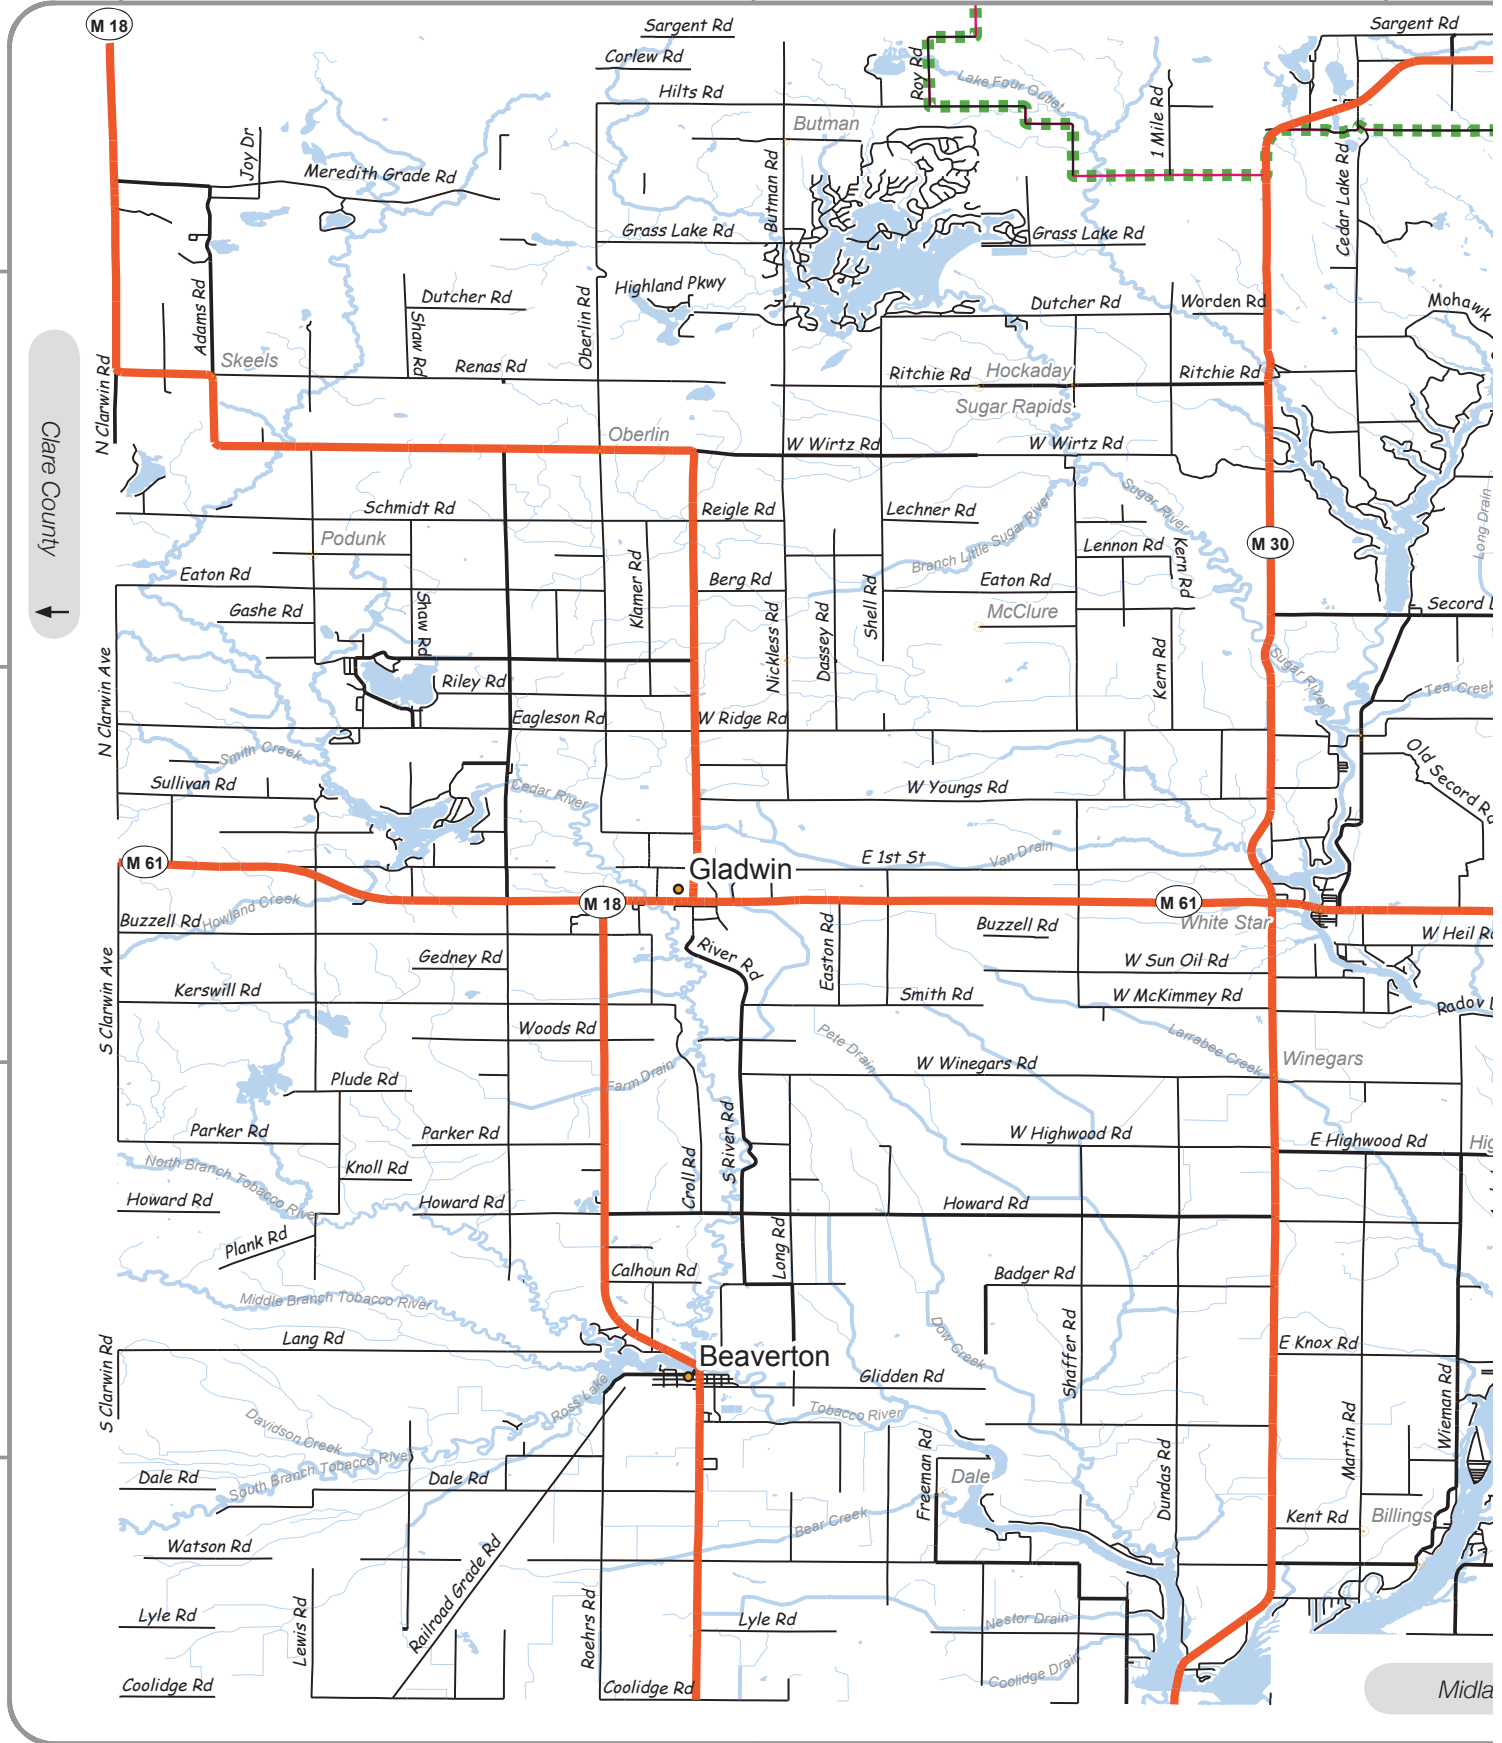 M 18
Sargent Rd
Sargent Rd
Corlew Rd
Roy Rd
Lake Four Outlet
Hilts Rd
1 Mile Rd
Butman
Joy Dr
Meredith Grade Rd
Butman Rd
Cedar Lake Rd
Grass Lake Rd
Grass Lake Rd
Adams Rd
Highland Pkwy
Dutcher Rd
Dutcher Rd
Worden Rd
Mohawk
Shaw Rd
Oberlin Rd
Skeels
Renas Rd
Ritchie Rd
Hockaday
Ritchie Rd
N Clarwin Rd
Sugar Rapids
Oberlin
W Wirtz Rd
W Wirtz Rd
Clare County
Sugar River
Long Drain
Schmidt Rd
Reigle Rd
Lechner Rd
Branch Little Sugar River
Podunk
M 30
Lennon Rd
Kern Rd
Eaton Rd
Klamer Rd
Berg Rd
Eaton Rd
Gashe Rd
Shaw Rd
Nickless Rd
Dassey Rd
Shell Rd
McClure
Secord
N Clarwin Ave
Kern Rd
Sugar River
Riley Rd
Tea Creek
Eagleson Rd
W Ridge Rd
Smith Creek
Old Secord Rd
Sullivan Rd
Cedar River
W Youngs Rd
M 61
E 1st St
Van Drain
Gladwin
M 18
M 61
Howland Creek
Buzzell Rd
Easton Rd
Buzzell Rd
White Star
W Heil Rd
River Rd
Gedney Rd
W Sun Oil Rd
S Clarwin Ave
Kerswill Rd
Smith Rd
W McKimmey Rd
Radov
Woods Rd
Pete Drain
Larrabee Creek
Winegars
W Winegars Rd
Farm Drain
Plude Rd
Parker Rd
Parker Rd
S River Rd
W Highwood Rd
E Highwood Rd
Hig
North Branch Tobacco River
Knoll Rd
Croll Rd
Howard Rd
Howard Rd
Howard Rd
Plank Rd
Long Rd
Calhoun Rd
Badger Rd
Middle Branch Tobacco River
Lang Rd
Dow Creek
Shaffer Rd
E Knox Rd
S Clarwin Rd
Beaverton
Glidden Rd
Ross Lake
Wieman Rd
Davidson Creek
Tobacco River
Martin Rd
South Branch Tobacco River
Freeman Rd
Dundas Rd
Dale Rd
Dale Rd
Dale
Bear Creek
Kent Rd
Billings
Watson Rd
Railroad Grade Rd
Lewis Rd
Roehrs Rd
Lyle Rd
Lyle Rd
Nestor Drain
Coolidge Drain
Coolidge Rd
Coolidge Rd
Midla